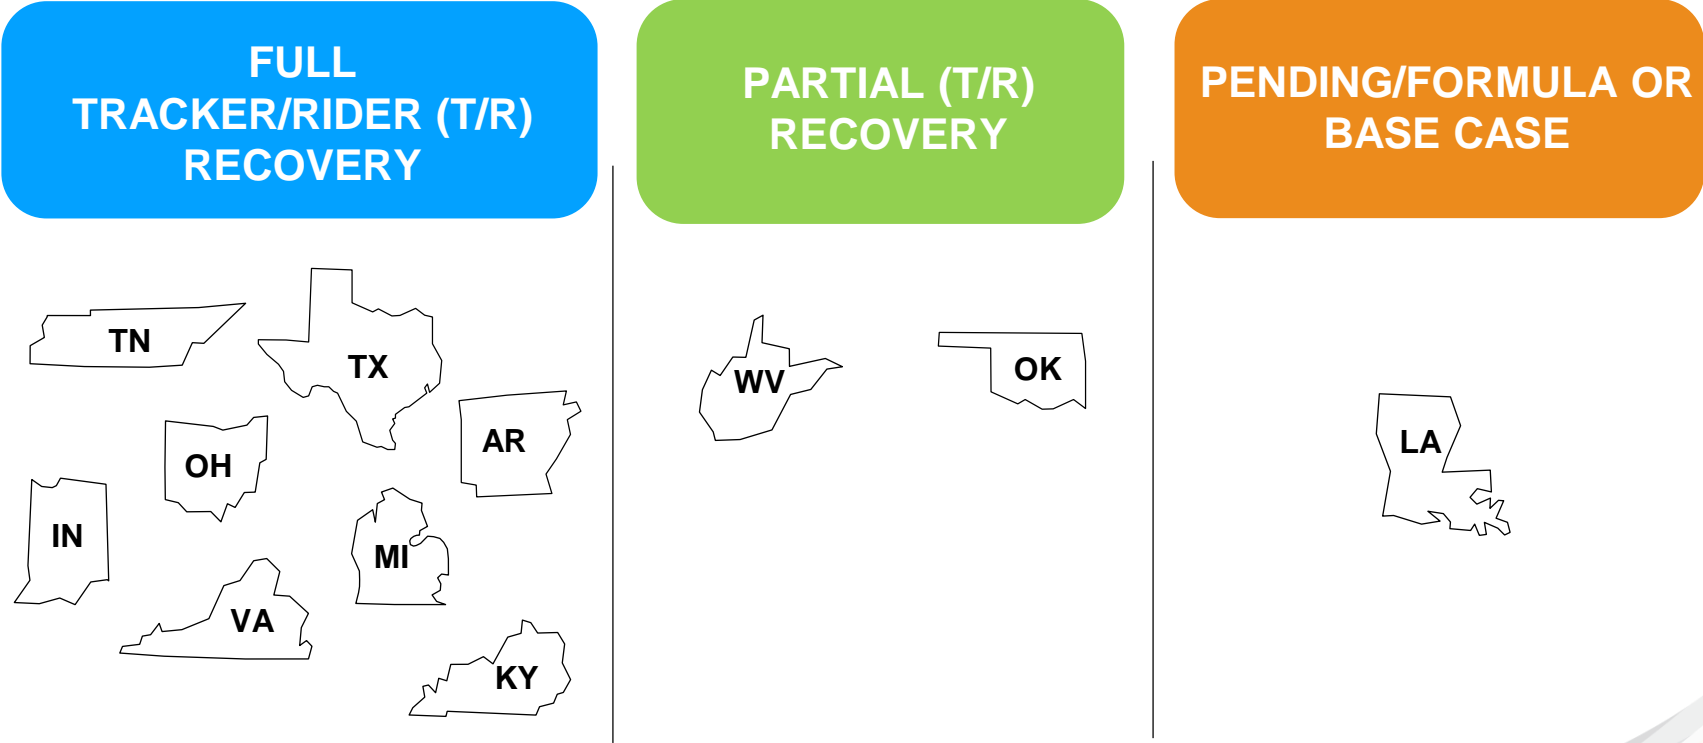 FULL
TRACKER/RIDER (T/R)
RECOVERY
PARTIAL (T/R)
RECOVERY
PENDING/FORMULA OR
BASE CASE
TN
TX
AR
OH
IN
MI
VA
KY
WV
OK
LA